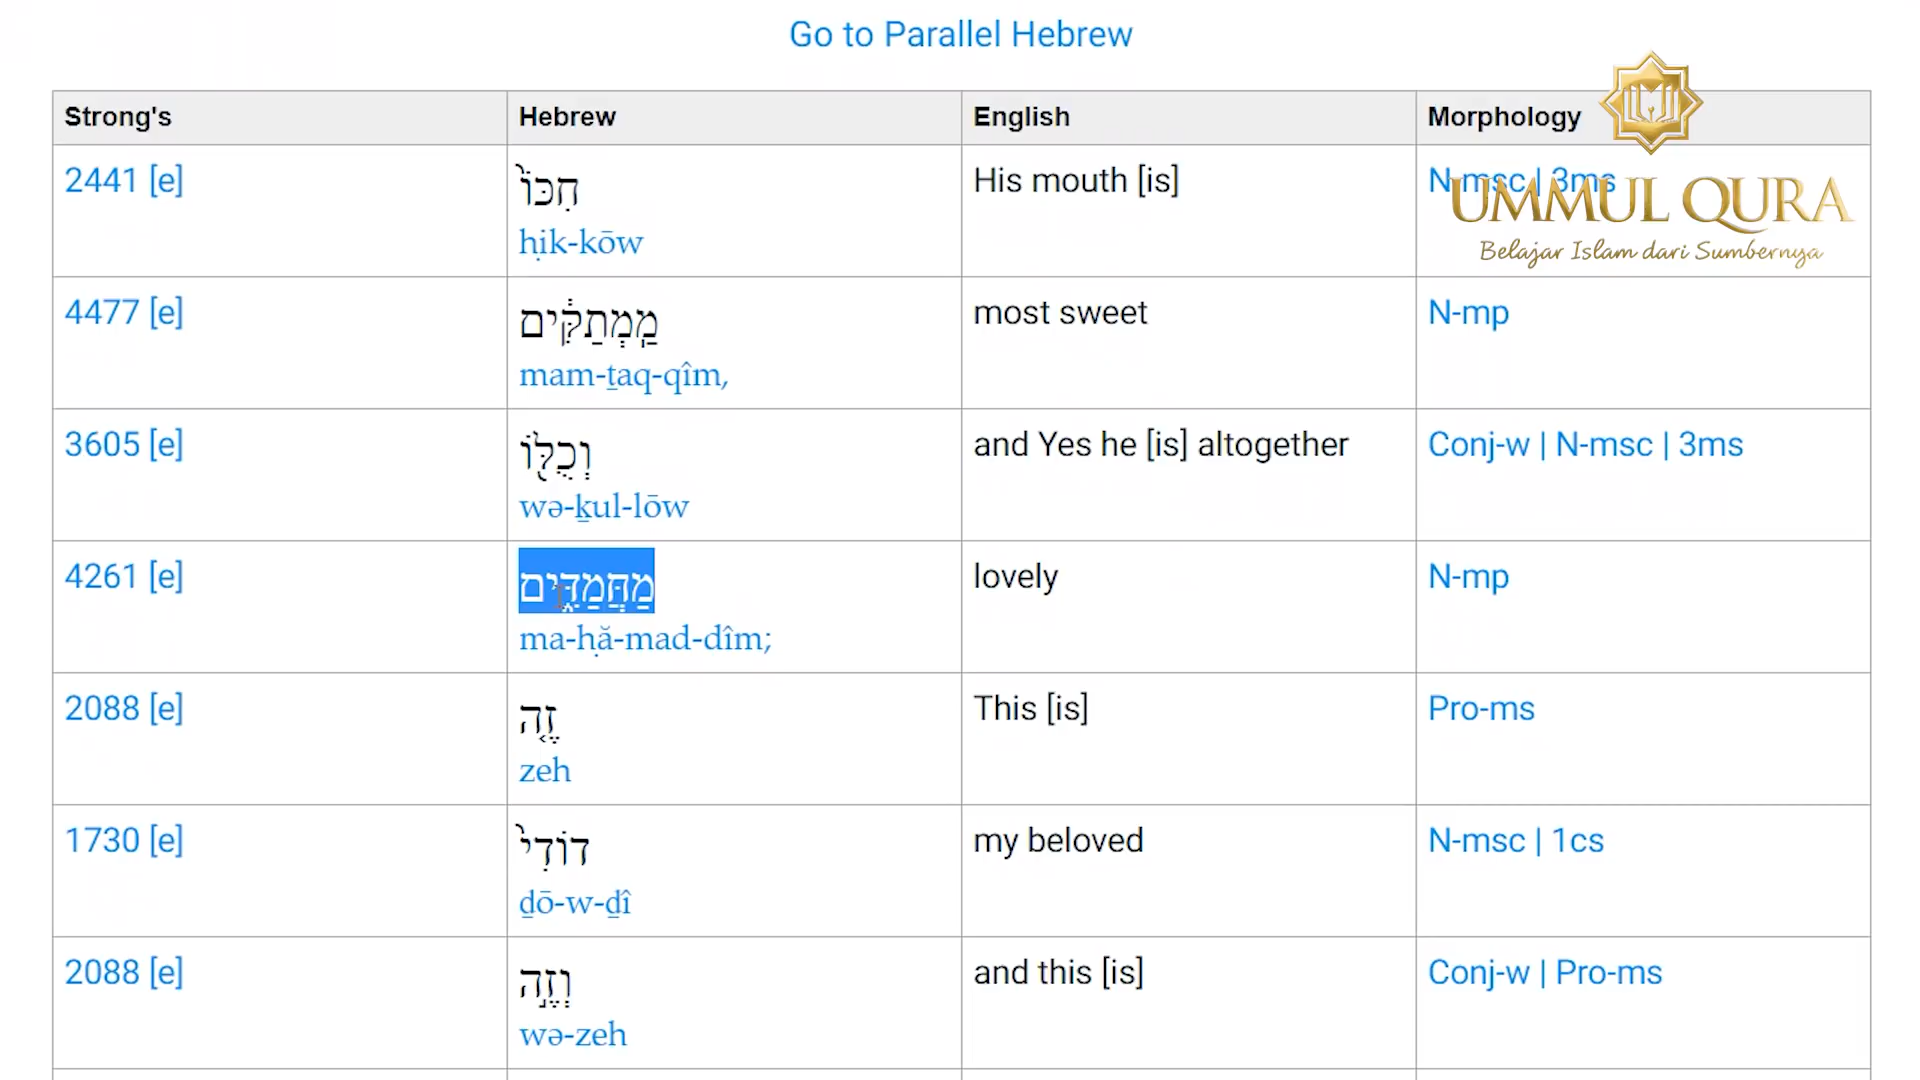 Go to Parallel Hebrew
Strong's Hebrew English Morphology
2441 [e] חִכּוֹ֙ His mouth [is] N-msc | 3ms
ḥik-kōw
4477 [e] מַֽמְתַקִּ֔ים most sweet N-mp
mam-ṯaq-qîm,
3605 [e] וְכֻלּ֖וֹ and Yes he [is] altogether Conj-w | N-msc | 3ms
wə-ḵul-lōw
4261 [e] מַחֲּמַדִּ֑ים lovely N-mp
ma-ḥă-mad-dîm;
2088 [e] זֶ֤ה This [is] Pro-ms
zeh
1730 [e] דוֹדִי֙ my beloved N-msc | 1cs
ḏō-w-ḏî
2088 [e] וְזֶ֣ה and this [is] Conj-w | Pro-ms
wə-zeh
UMMUL QURA
Belajar Islam dari Sumbernya